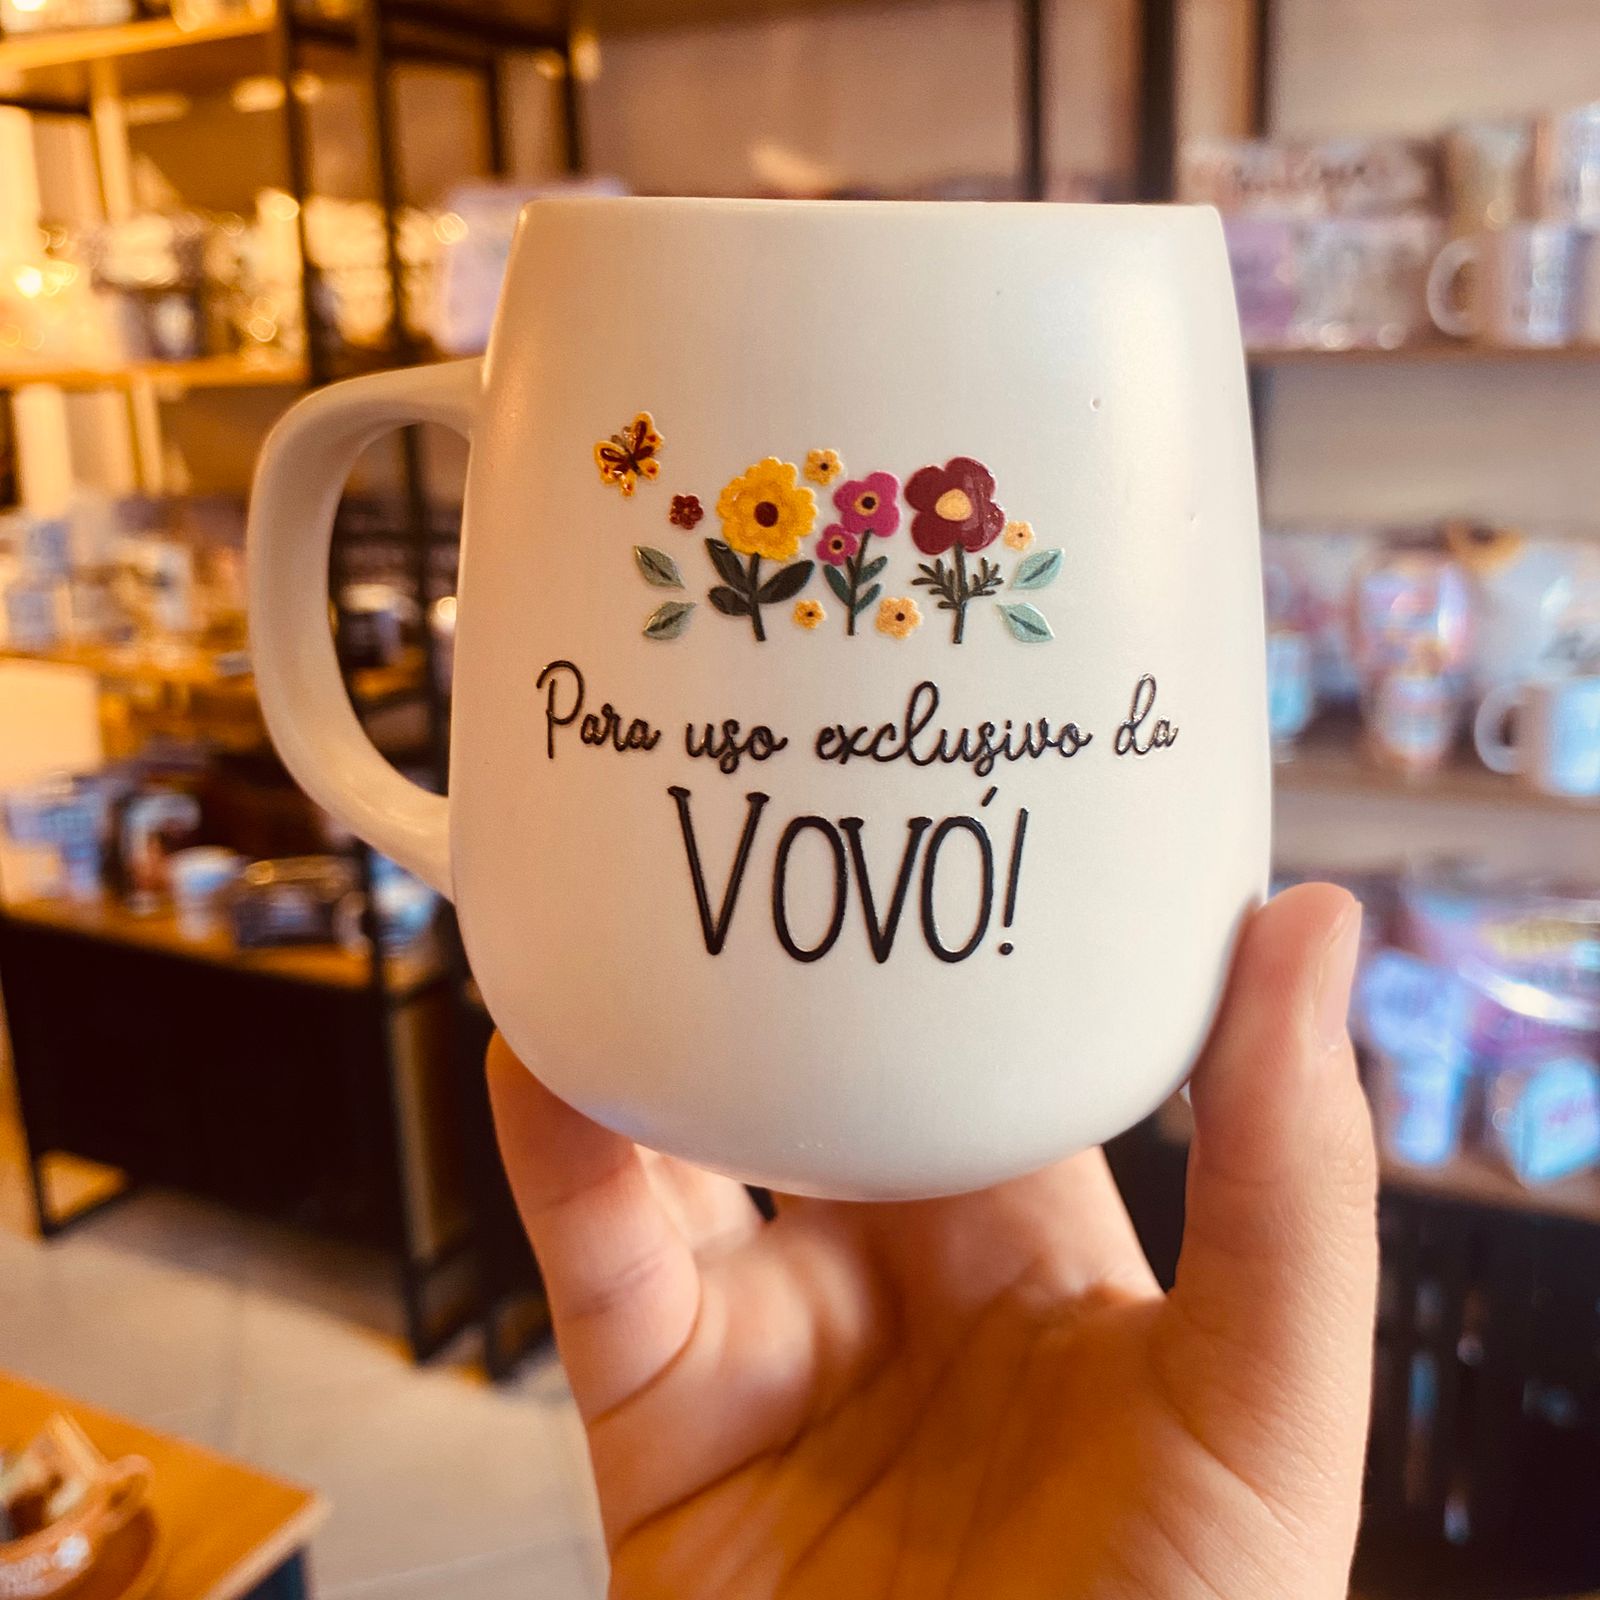 Para uso exclusivo da
VOVÓ!